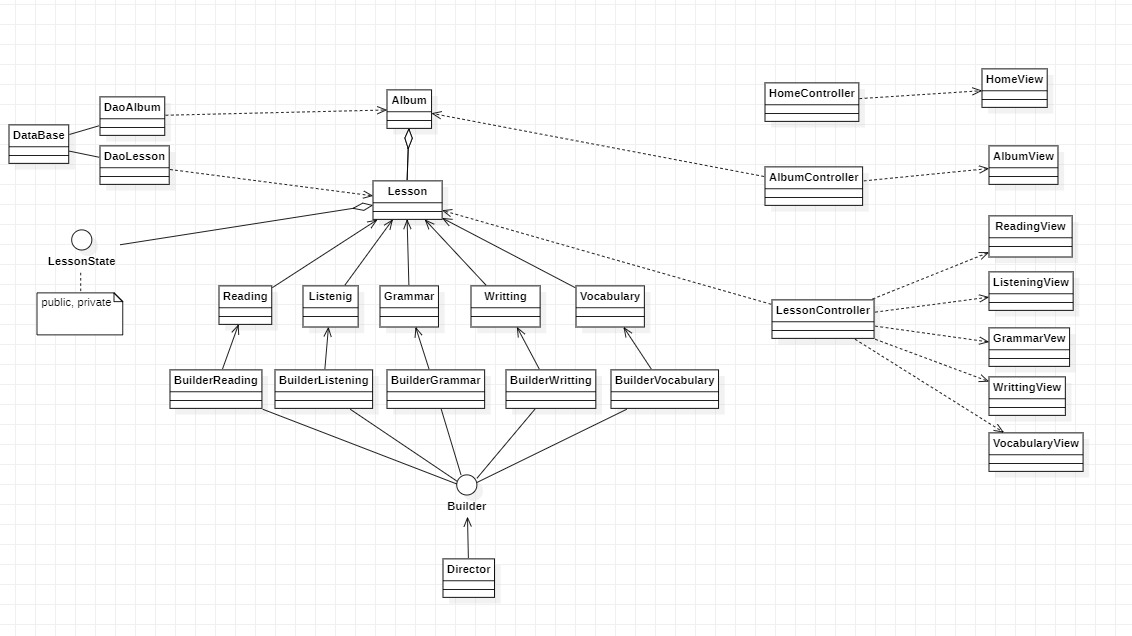 HomeView
HomeController
Album
DaoAlbum
DataBase
DaoLesson
AlbumView
AlbumController
Lesson
ReadingView
LessonState
public, private
ListeningView
Reading
Listenig
Grammar
Writting
Vocabulary
LessonController
GrammarVew
BuilderReading
BuilderListening
BuilderGrammar
BuilderWritting
BuilderVocabulary
WrittingView
VocabularyView
Builder
Director